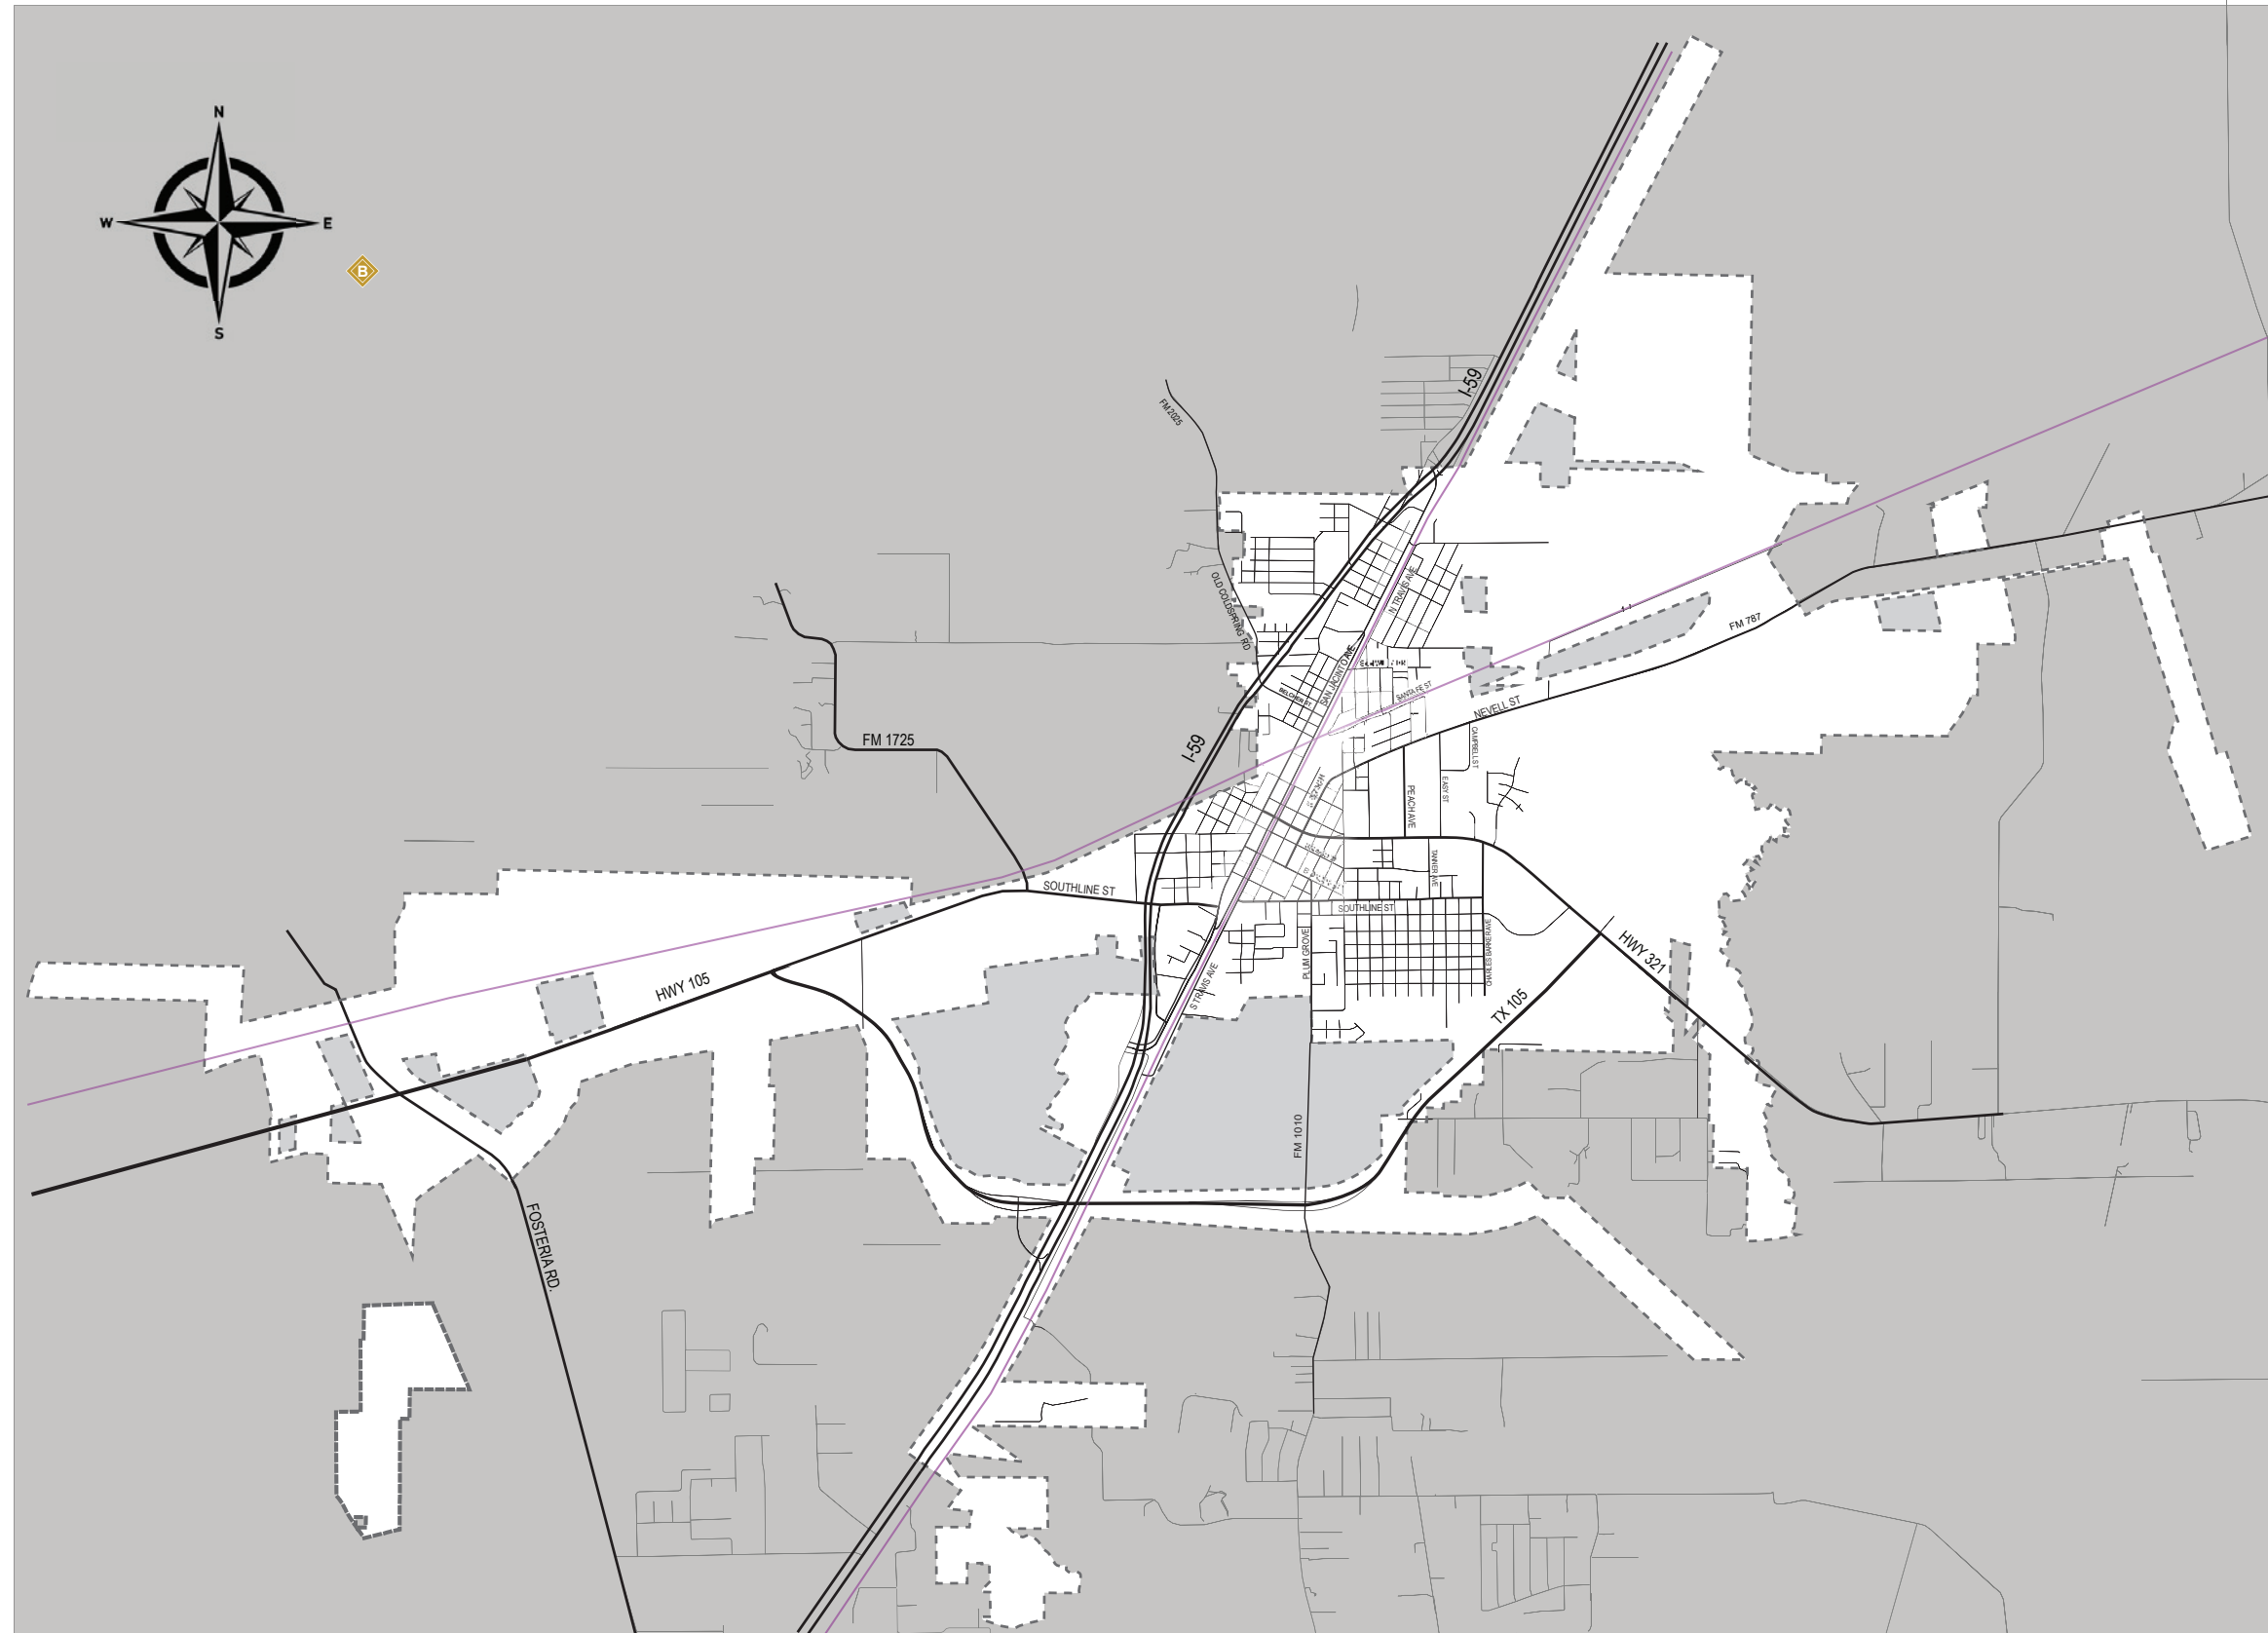 N
W
E
S
B
I-59
FM 2025
OLD COLDSPRING RD
N TRAVIS AVE
FM 787
SAN JACINTO AVE
BELCHER ST
SANTA FE ST
NEVELL ST
CAMPBELL ST
FM 1725
I-59
EASY ST
PEACH AVE
TANNER AVE
SOUTHLINE ST
SOUTHLINE ST
CHARLES BARKER AVE
PLUM GROVE
HWY 321
HWY 105
S TRAVIS AVE
TX 105
FM 1010
FOSTERIA RD.